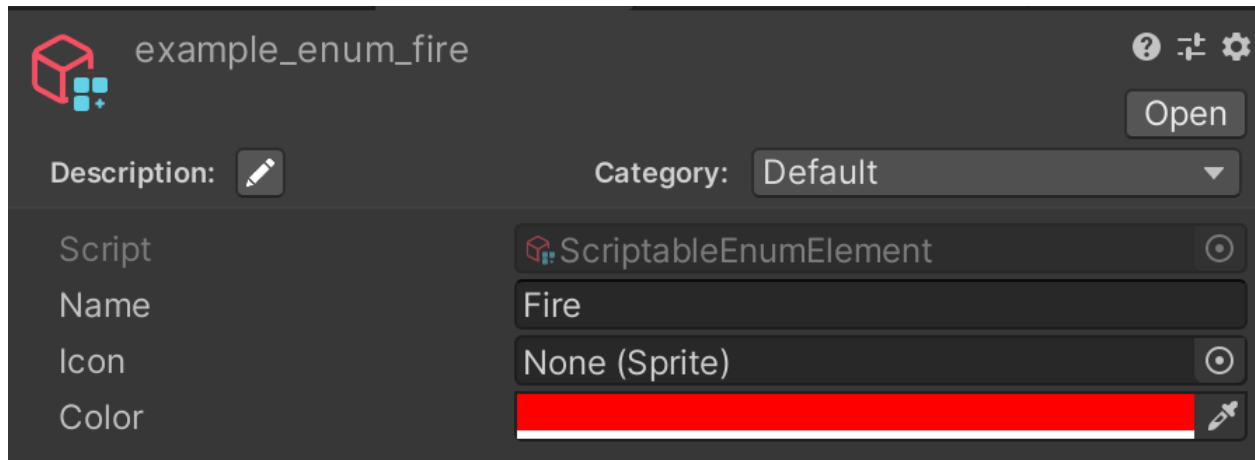 example_enum_fire
Open
Description: Category: Default
Script ScriptableEnumElement
Name Fire
Icon None (Sprite)
Color